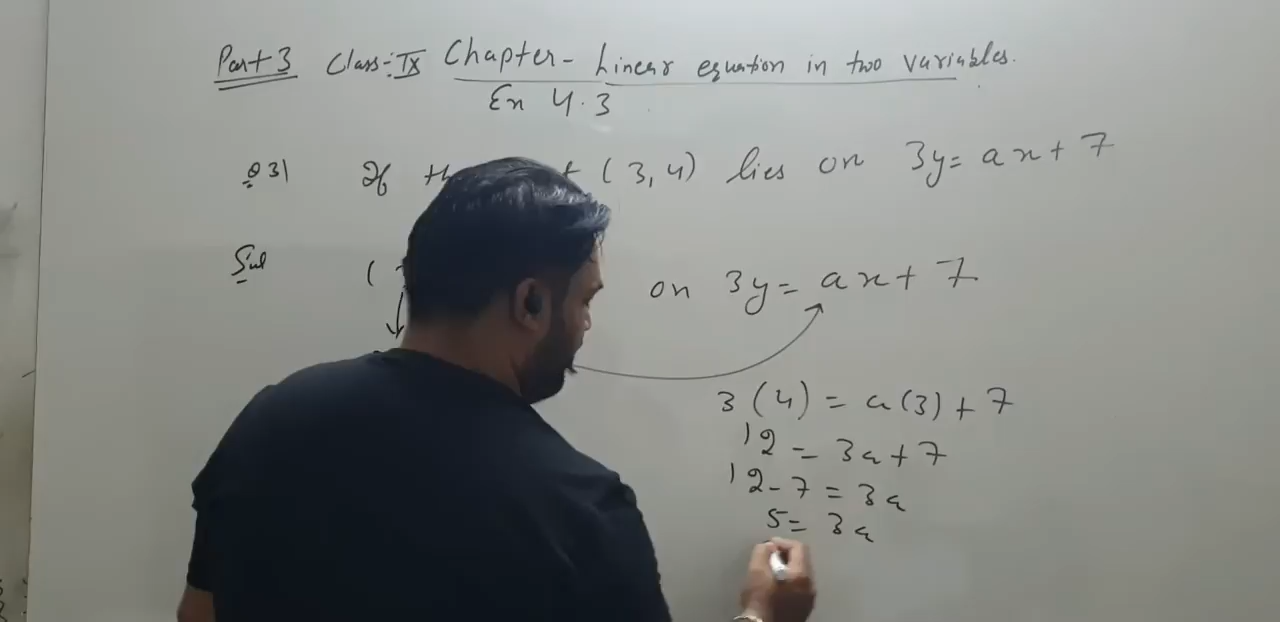 Part 3 Class:- IX Chapter - Linear equation in two variables.
Ex 4.3
Q 3) If (3,4) lies on 3y = ax + 7
Sol ( on 3y = ax + 7
3(4) = a(3) + 7
12 = 3a + 7
12 - 7 = 3a
5 = 3a